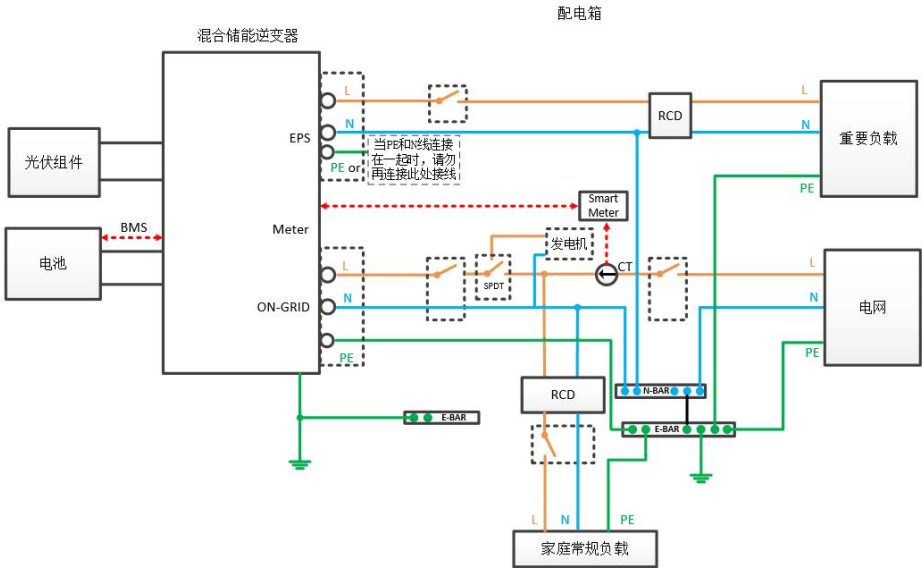 配电箱
混合储能逆变器
L
L
RCD
N
N
EPS
重要负载
当PE和N线连接
在一起时，请勿
再连接此处接线
光伏组件
PE or
PE
Smart
Meter
BMS
Meter
发电机
电池
L
CT
L
SPDT
N
N
ON-GRID
电网
PE
PE
RCD
N-BAR
E-BAR
E-BAR
L
N
PE
家庭常规负载